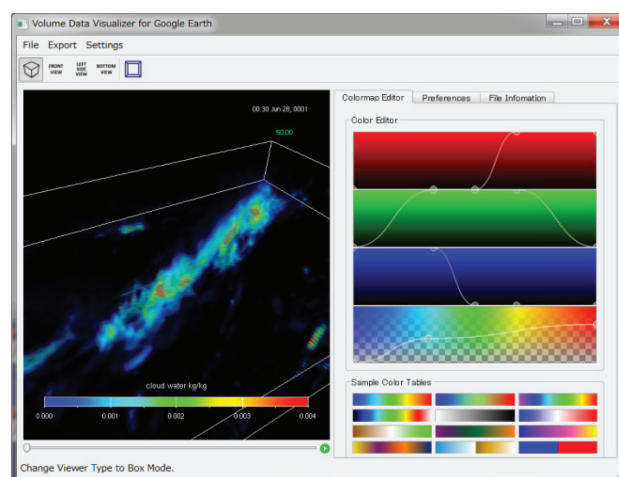 Volume Data Visualizer for Google Earth
File Export Settings
FRONT VIEW LEFT SIDE VIEW BOTTOM VIEW
Colormap Editor Preferences File Infomation
00:30 Jun 28, 0001
50.00
Color Editor
cloud water kg/kg
0.000 0.001 0.002 0.003 0.004
Sample Color Tables
Change Viewer Type to Box Mode.